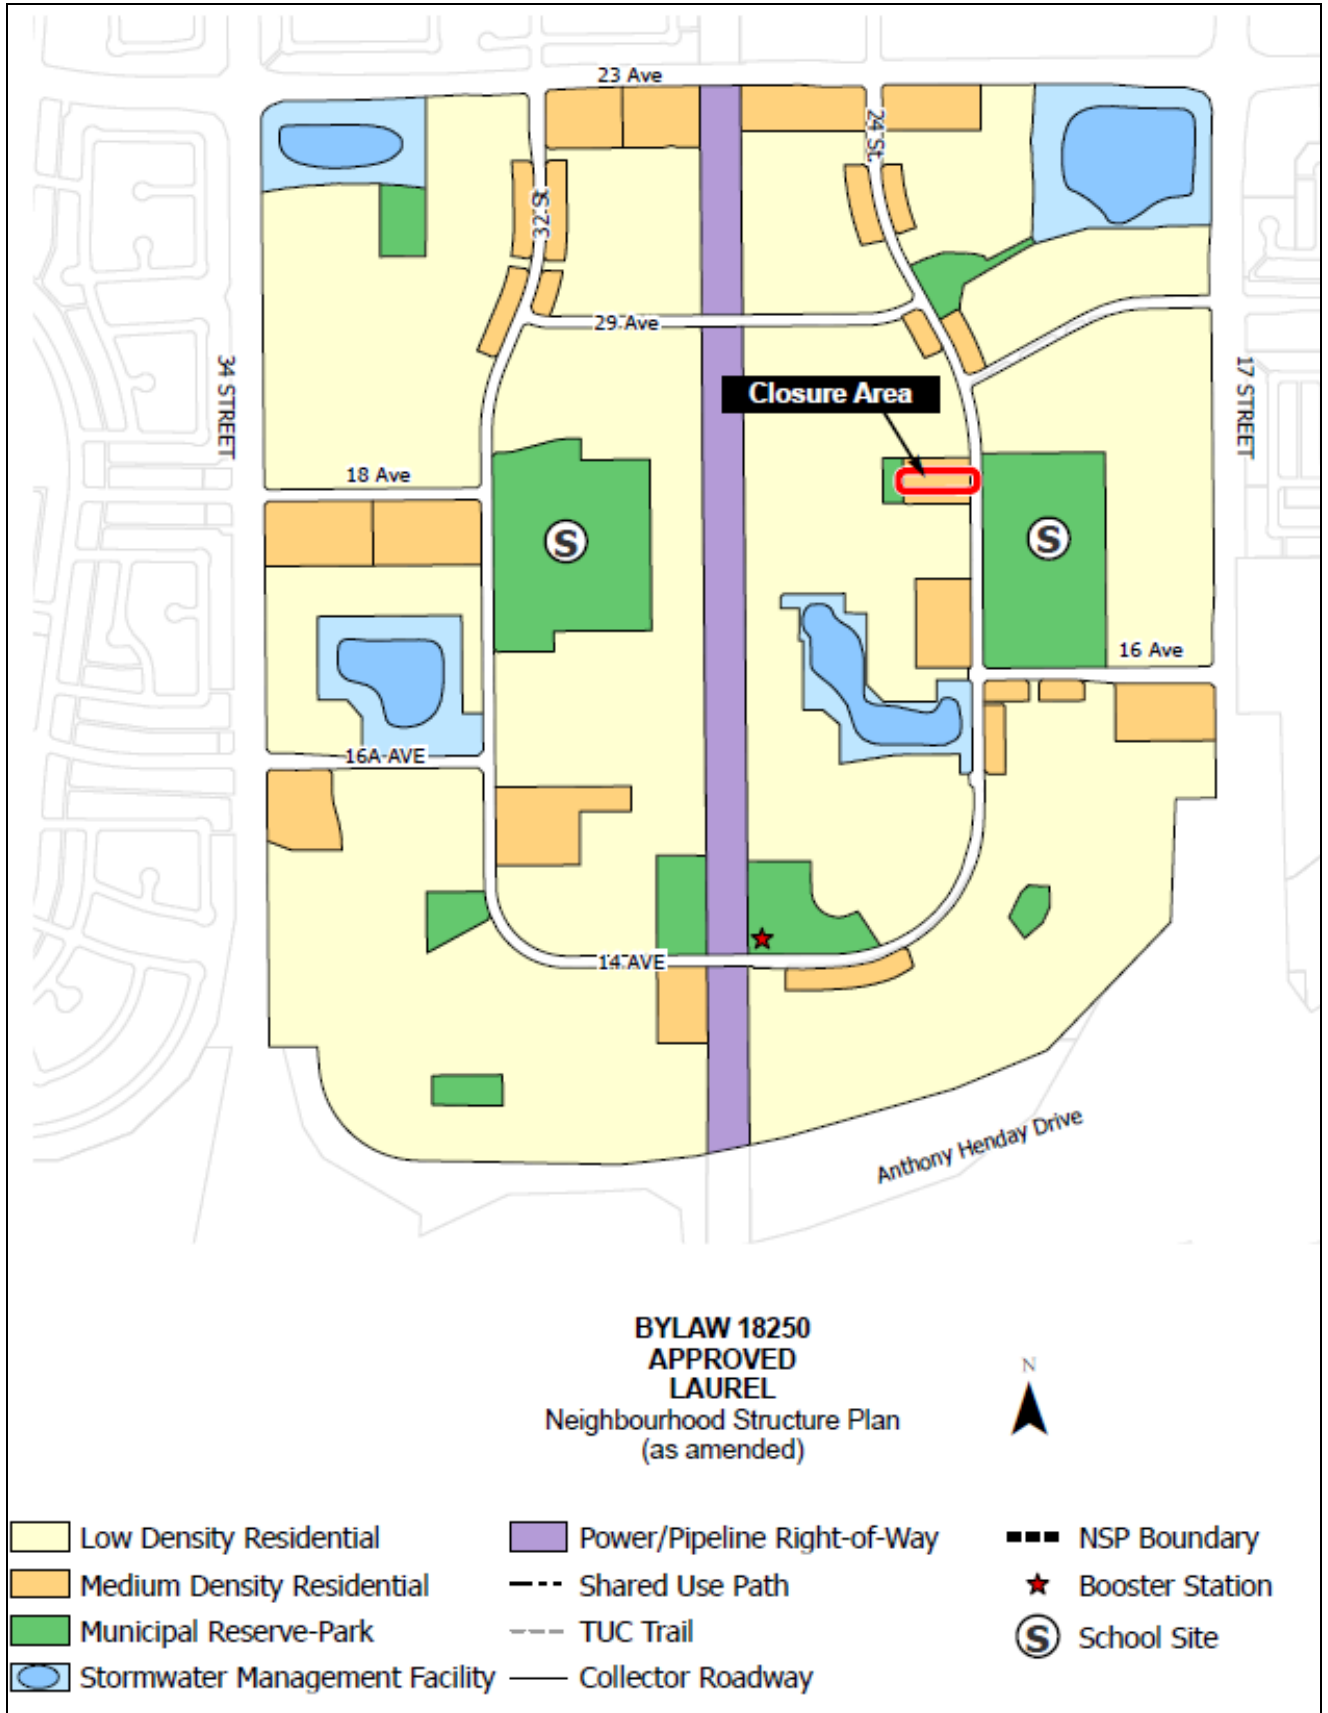 23 Ave
24 St.
32 St
29 Ave
34 STREET
17 STREET
Closure Area
18 Ave
S
S
16 Ave
16A AVE
14 AVE
Anthony Henday Drive
BYLAW 18250
APPROVED
LAUREL
Neighbourhood Structure Plan
(as amended)
N
Low Density Residential
Power/Pipeline Right-of-Way
NSP Boundary
Medium Density Residential
Shared Use Path
Booster Station
Municipal Reserve-Park
TUC Trail
S
School Site
Stormwater Management Facility
Collector Roadway